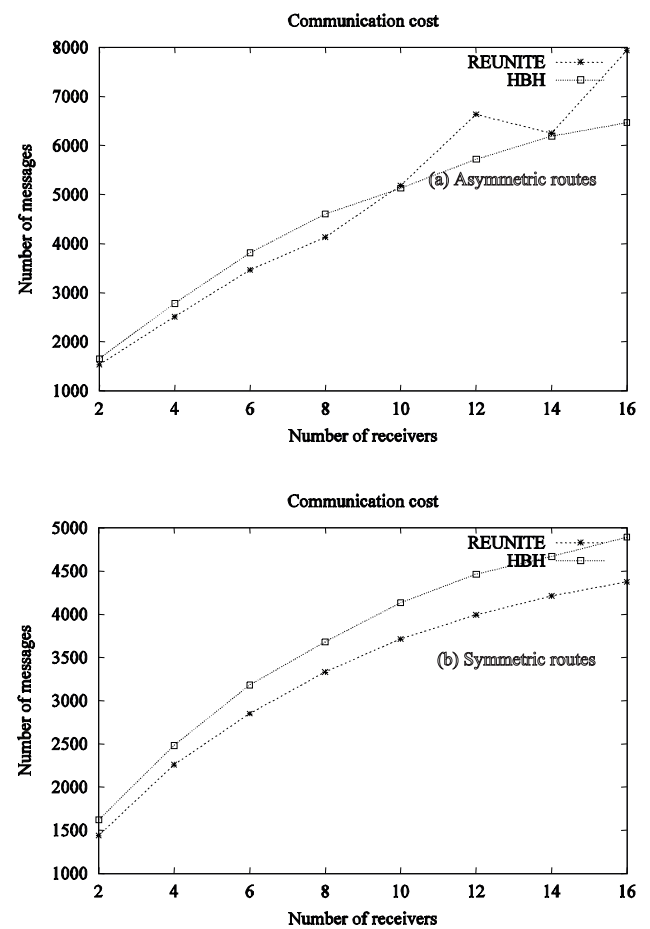 Communication cost
8000
7000
6000
5000
4000
3000
2000
1000
Number of messages
REUNITE
HBH
(a) Asymmetric routes
2 4 6 8 10 12 14 16
Number of receivers
Communication cost
5000
4500
4000
3500
3000
2500
2000
1500
1000
Number of messages
REUNITE
HBH
(b) Symmetric routes
2 4 6 8 10 12 14 16
Number of receivers